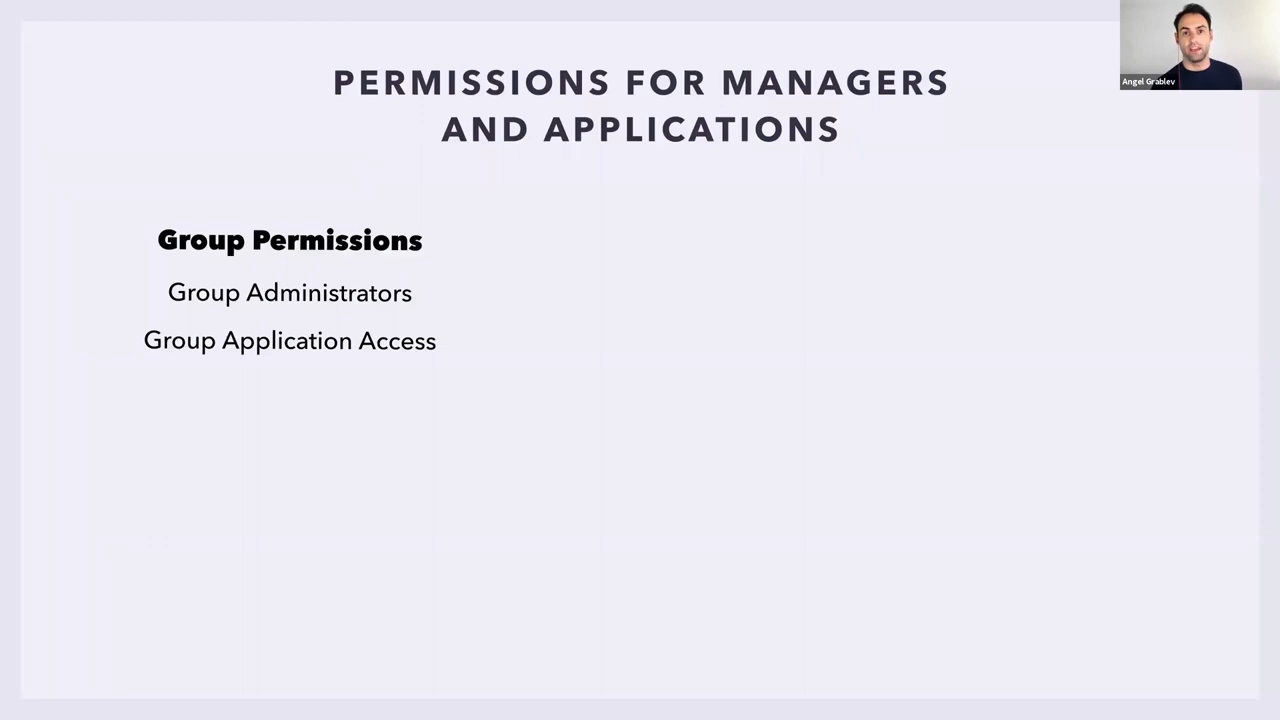 PERMISSIONS FOR MANAGERS
AND APPLICATIONS
Angel Grablev
Group Permissions
Group Administrators
Group Application Access